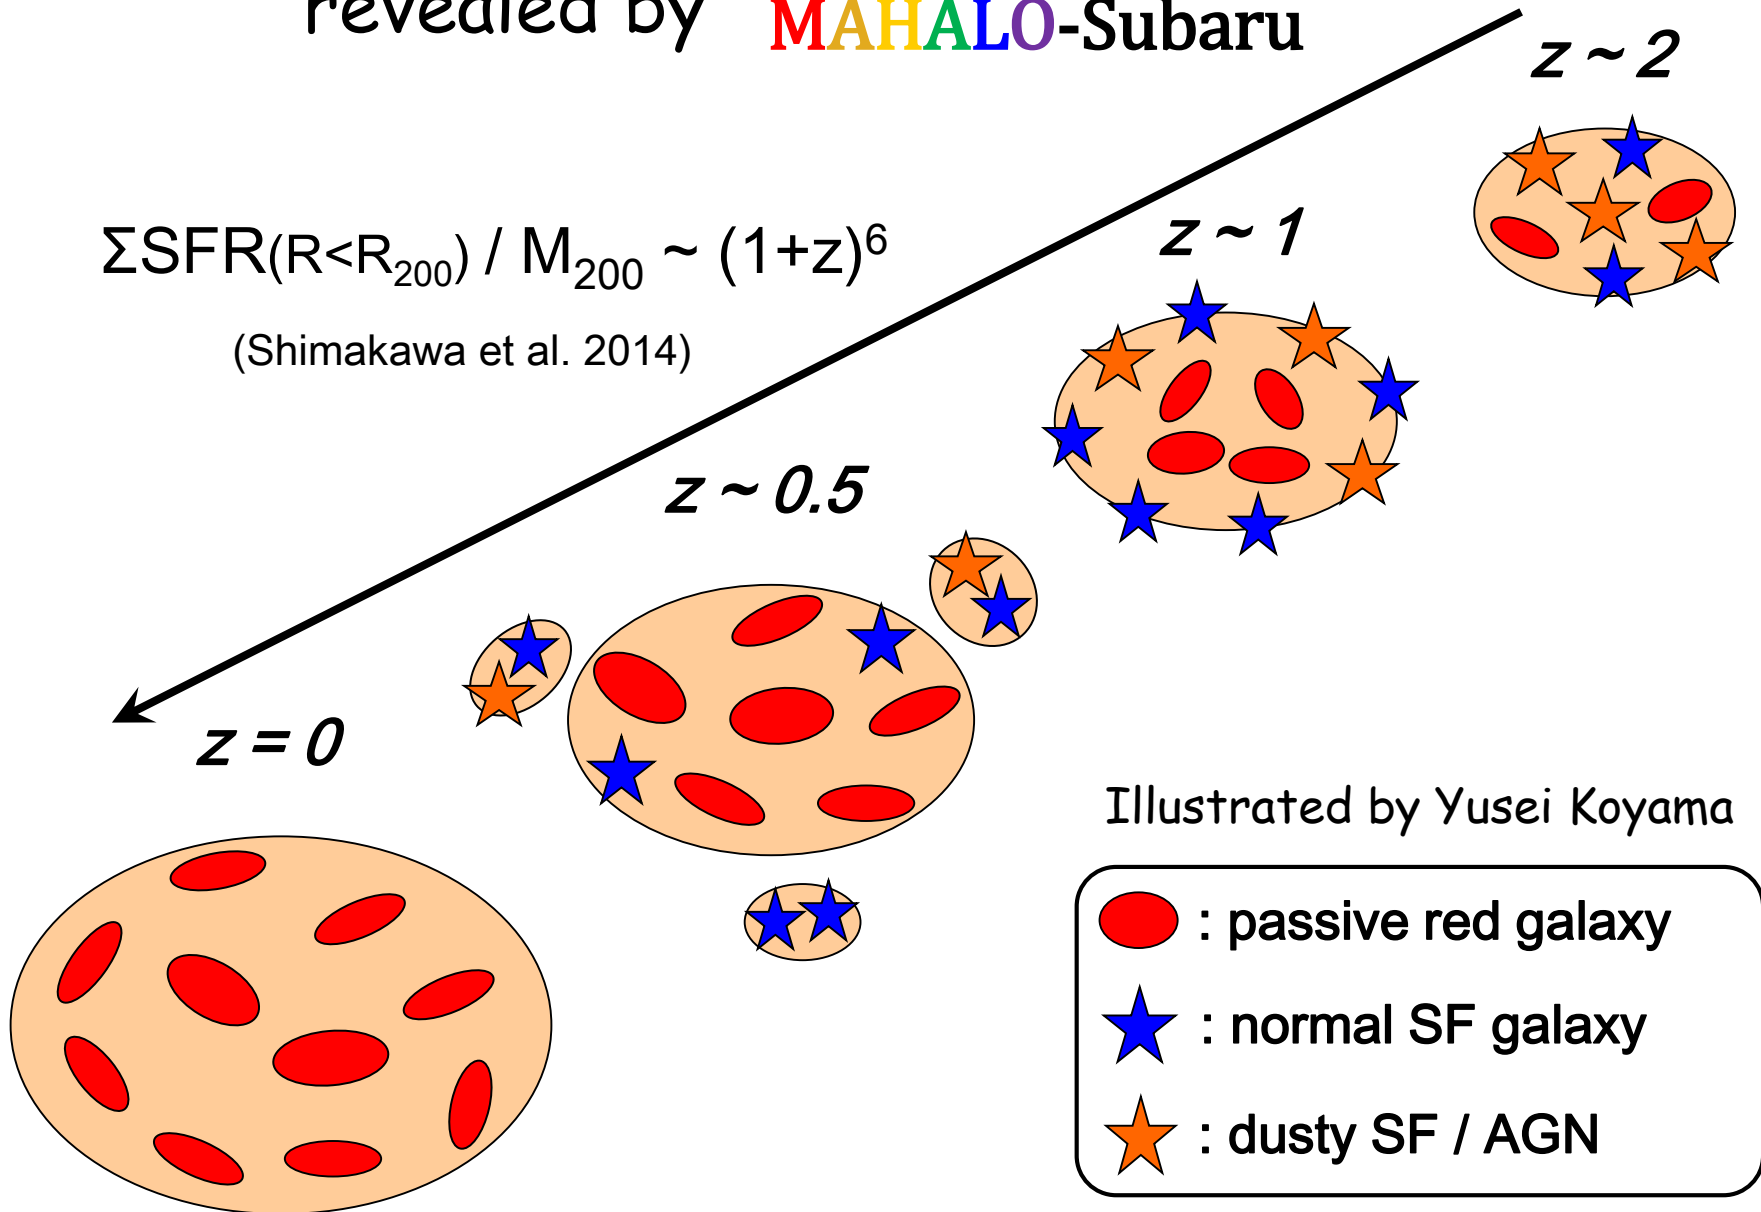 revealed by MAHALO-Subaru
z ~ 2
z ~ 1
ΣSFR(R<R₂₀₀) / M₂₀₀ ~ (1+z)⁶
(Shimakawa et al. 2014)
z ~ 0.5
z = 0
Illustrated by Yusei Koyama
: passive red galaxy
: normal SF galaxy
: dusty SF / AGN